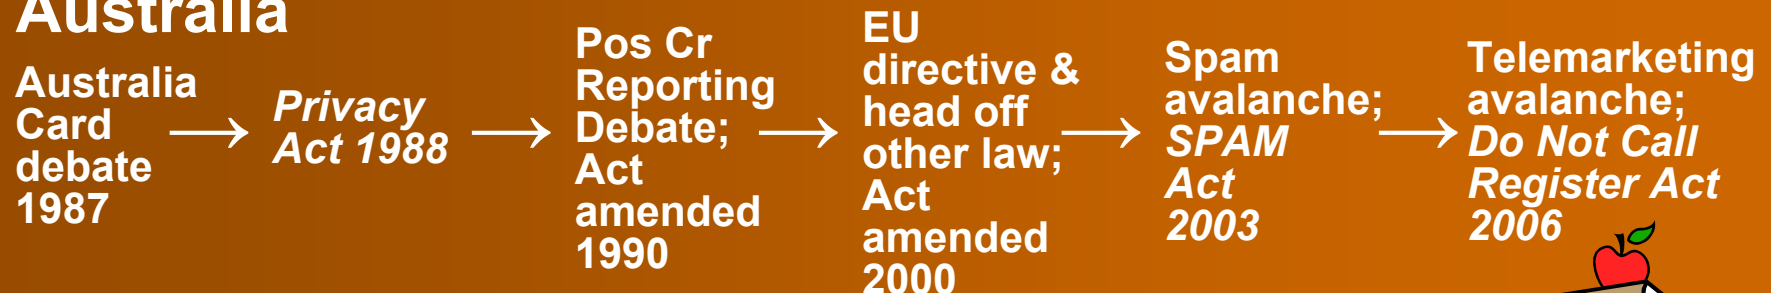 Australia
Australia
Card
debate
1987
Privacy
Act 1988
Pos Cr
Reporting
Debate;
Act
amended
1990
EU
directive &
head off
other law;
Act
amended
2000
Spam
avalanche;
SPAM
Act
2003
Telemarketing
avalanche;
Do Not Call
Register Act
2006